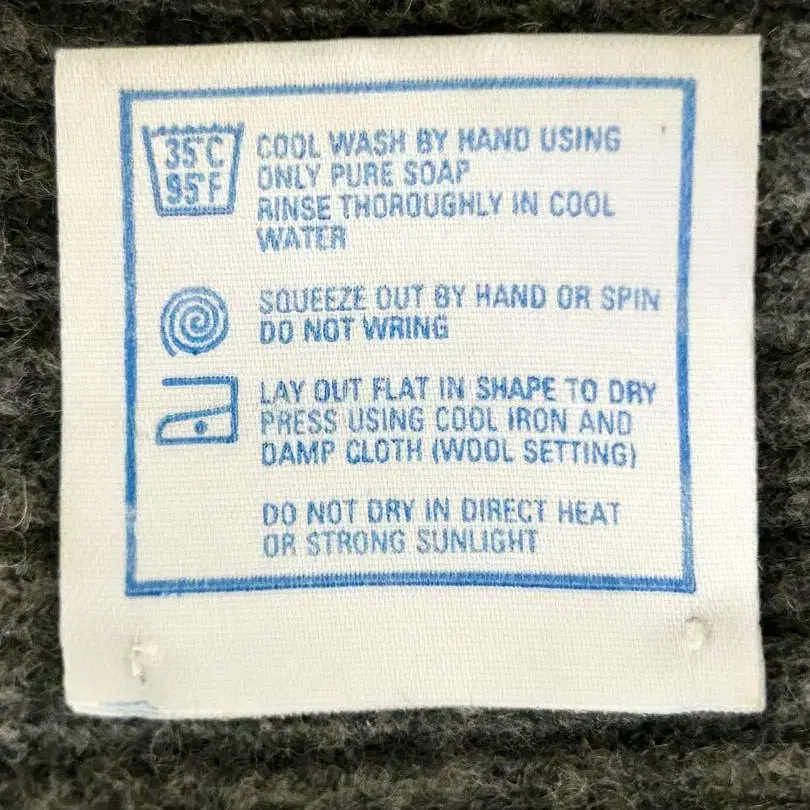 35°C
95°F
COOL WASH BY HAND USING
ONLY PURE SOAP
RINSE THOROUGHLY IN COOL
WATER
SQUEEZE OUT BY HAND OR SPIN
DO NOT WRING
LAY OUT FLAT IN SHAPE TO DRY
PRESS USING COOL IRON AND
DAMP CLOTH (WOOL SETTING)
DO NOT DRY IN DIRECT HEAT
OR STRONG SUNLIGHT